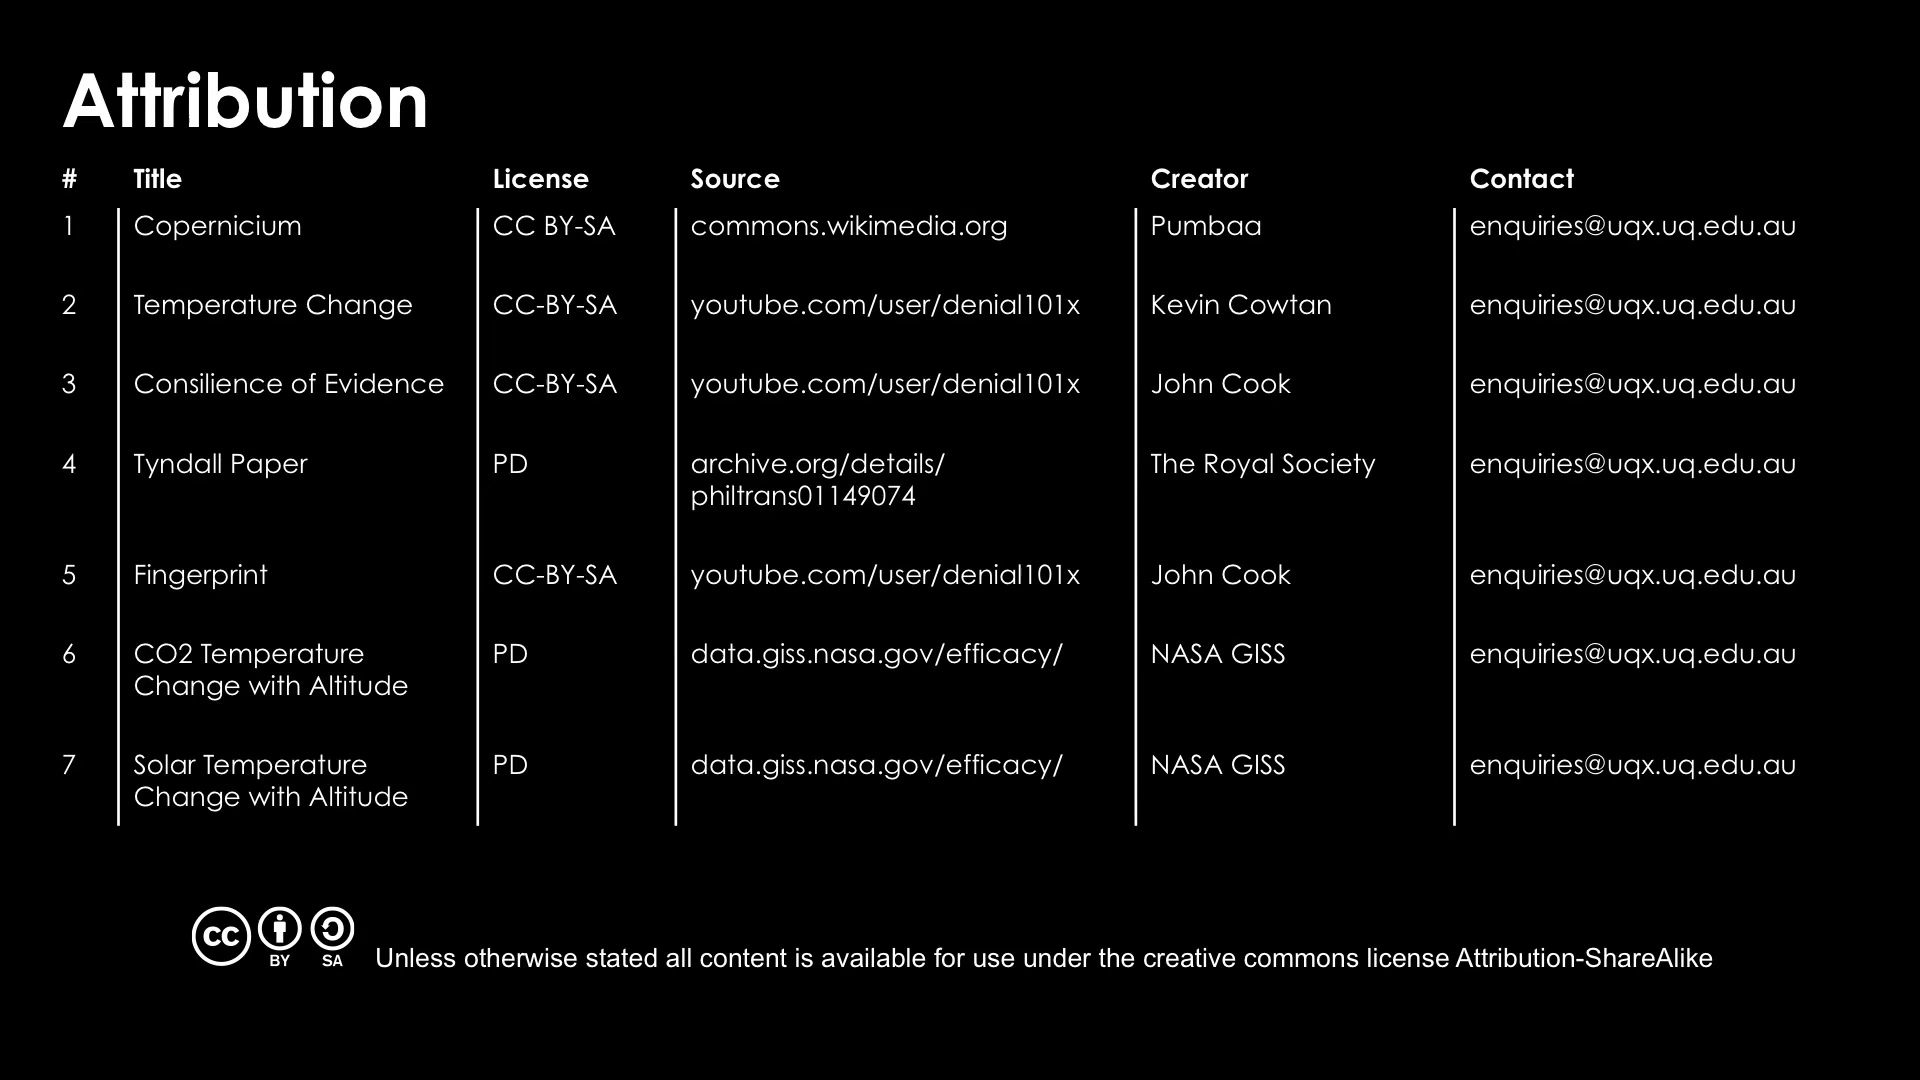 Attribution
# Title License Source Creator Contact
1 Copernicium CC BY-SA commons.wikimedia.org Pumbaa enquiries@uqx.uq.edu.au
2 Temperature Change CC-BY-SA youtube.com/user/denial101x Kevin Cowtan enquiries@uqx.uq.edu.au
3 Consilience of Evidence CC-BY-SA youtube.com/user/denial101x John Cook enquiries@uqx.uq.edu.au
4 Tyndall Paper PD archive.org/details/ The Royal Society enquiries@uqx.uq.edu.au
philtrans01149074
5 Fingerprint CC-BY-SA youtube.com/user/denial101x John Cook enquiries@uqx.uq.edu.au
6 CO2 Temperature PD data.giss.nasa.gov/efficacy/ NASA GISS enquiries@uqx.uq.edu.au
Change with Altitude
7 Solar Temperature PD data.giss.nasa.gov/efficacy/ NASA GISS enquiries@uqx.uq.edu.au
Change with Altitude
cc
BY SA Unless otherwise stated all content is available for use under the creative commons license Attribution-ShareAlike